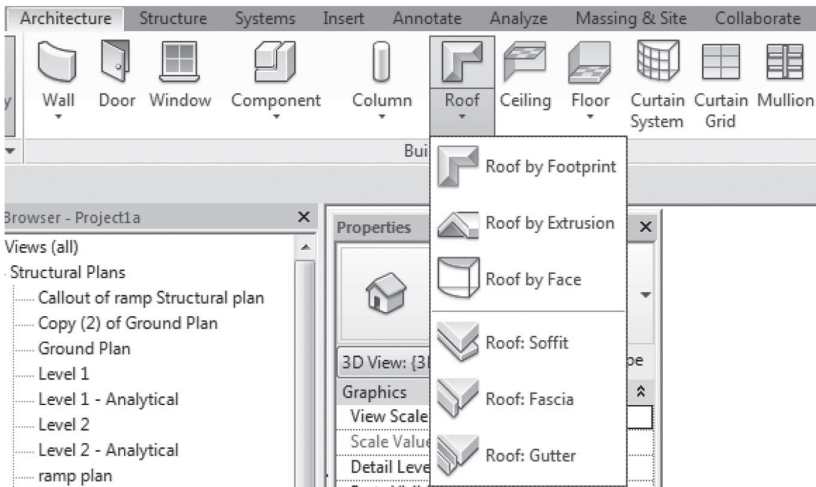 Architecture Structure Systems Insert Annotate Analyze Massing & Site Collaborate
Wall Door Window Component Column Roof Ceiling Floor Curtain System Curtain Grid Mullion
Roof by Footprint
Roof by Extrusion
Roof by Face
Roof: Soffit
Roof: Fascia
Roof: Gutter
Browser - Project1a
Views (all)
Structural Plans
Callout of ramp Structural plan
Copy (2) of Ground Plan
Ground Plan
Level 1
Level 1 - Analytical
Level 2
Level 2 - Analytical
ramp plan
Properties
3D View: {3
Graphics
View Scale
Scale Value
Detail Leve